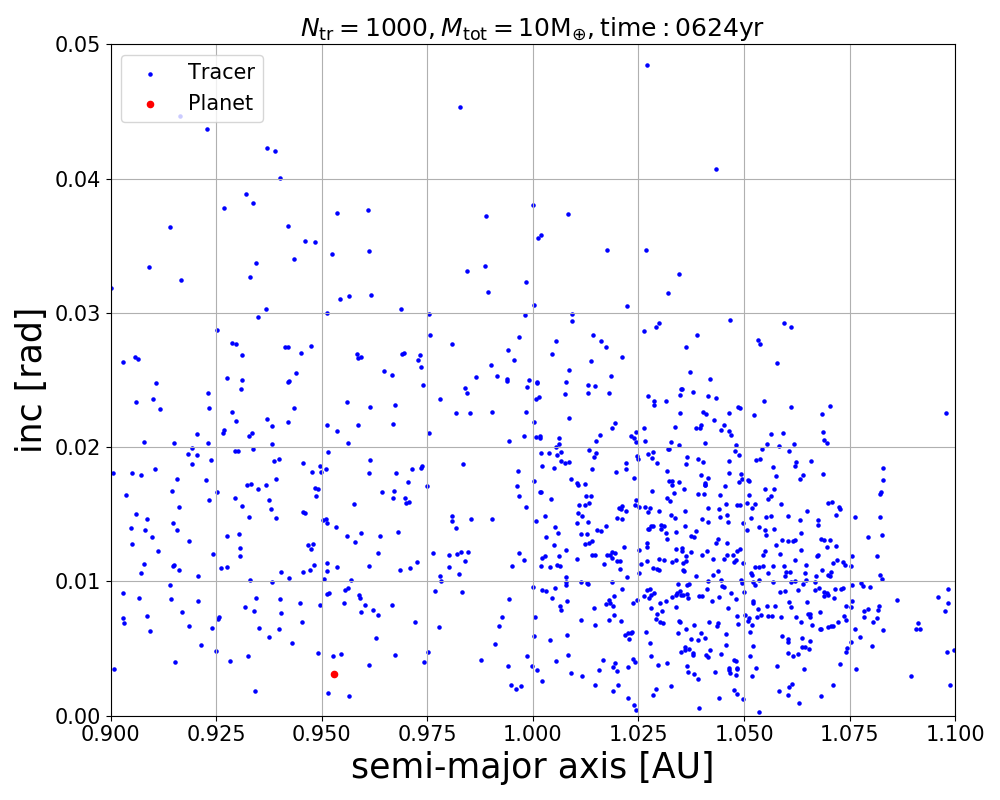 N_tr = 1000, M_tot = 10M_⊕, time : 0624yr
Tracer
Planet
0.05
0.04
0.03
0.02
0.01
0.00
inc [rad]
0.900 0.925 0.950 0.975 1.000 1.025 1.050 1.075 1.100
semi-major axis [AU]